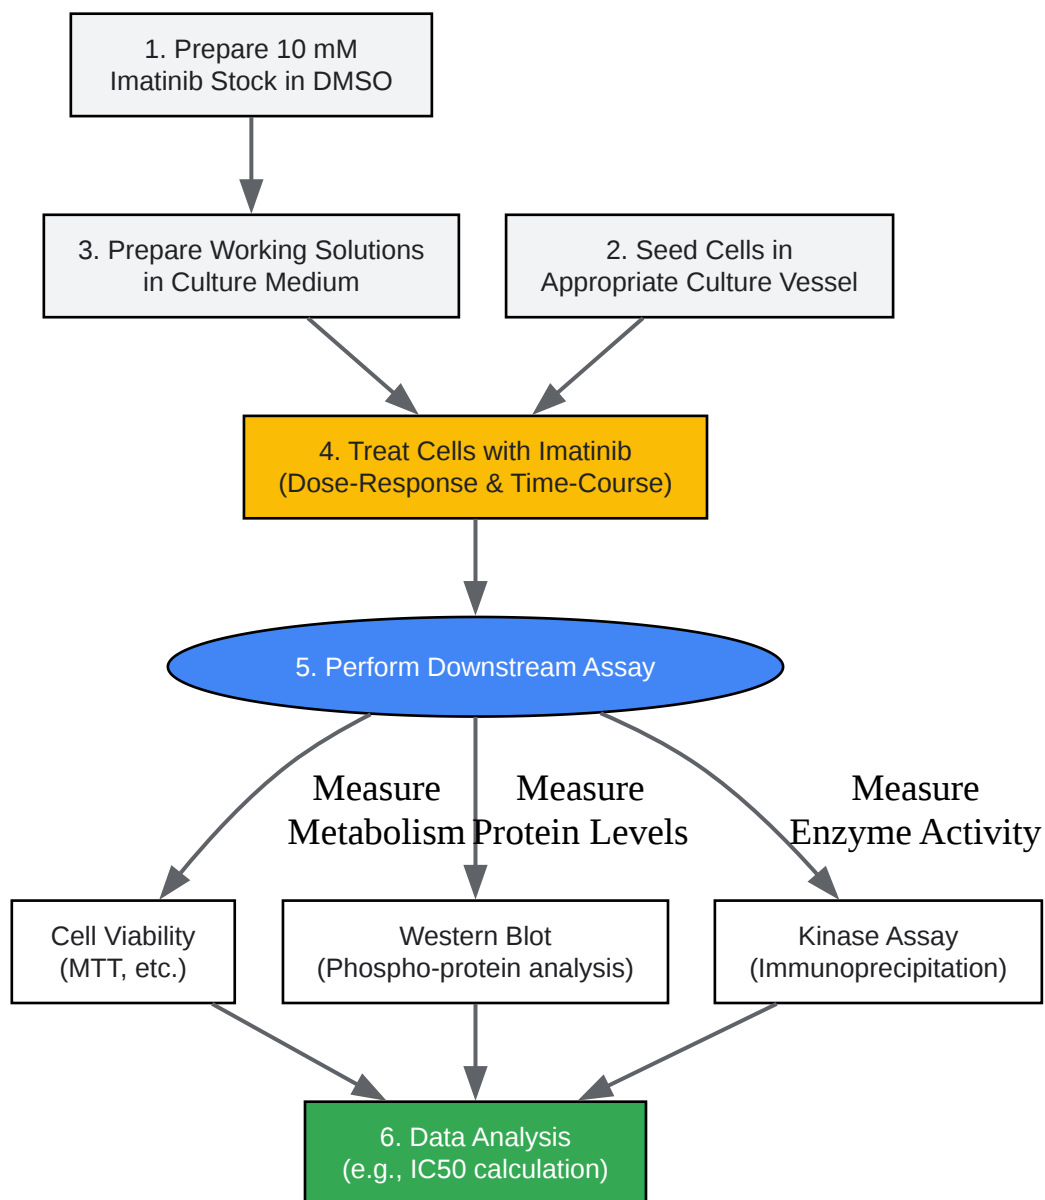 1. Prepare 10 mM
Imatinib Stock in DMSO
3. Prepare Working Solutions
in Culture Medium
2. Seed Cells in
Appropriate Culture Vessel
4. Treat Cells with Imatinib
(Dose-Response & Time-Course)
5. Perform Downstream Assay
Measure
Metabolism
Measure
Protein Levels
Measure
Enzyme Activity
Cell Viability
(MTT, etc.)
Western Blot
(Phospho-protein analysis)
Kinase Assay
(Immunoprecipitation)
6. Data Analysis
(e.g., IC50 calculation)